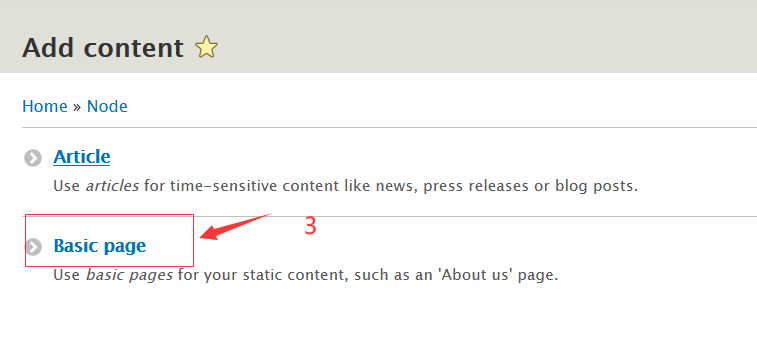 Add content
Home » Node
Article
Use articles for time-sensitive content like news, press releases or blog posts.
3
Basic page
Use basic pages for your static content, such as an 'About us' page.